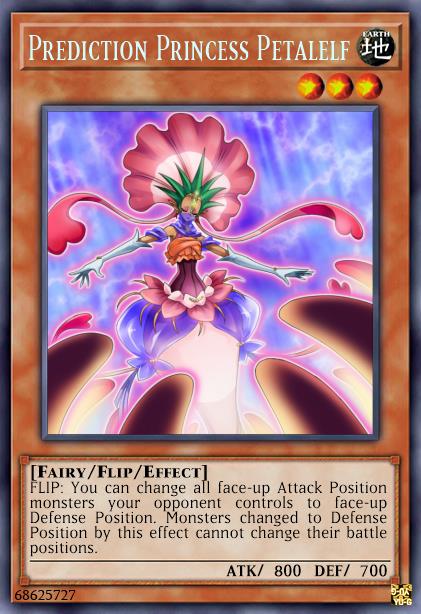 PREDICTION PRINCESS PETALELF
EARTH
地
[FAIRY/FLIP/EFFECT]
FLIP: You can change all face-up Attack Position
monsters your opponent controls to face-up
Defense Position. Monsters changed to Defense
Position by this effect cannot change their battle
positions.
ATK/ 800 DEF/ 700
68625727